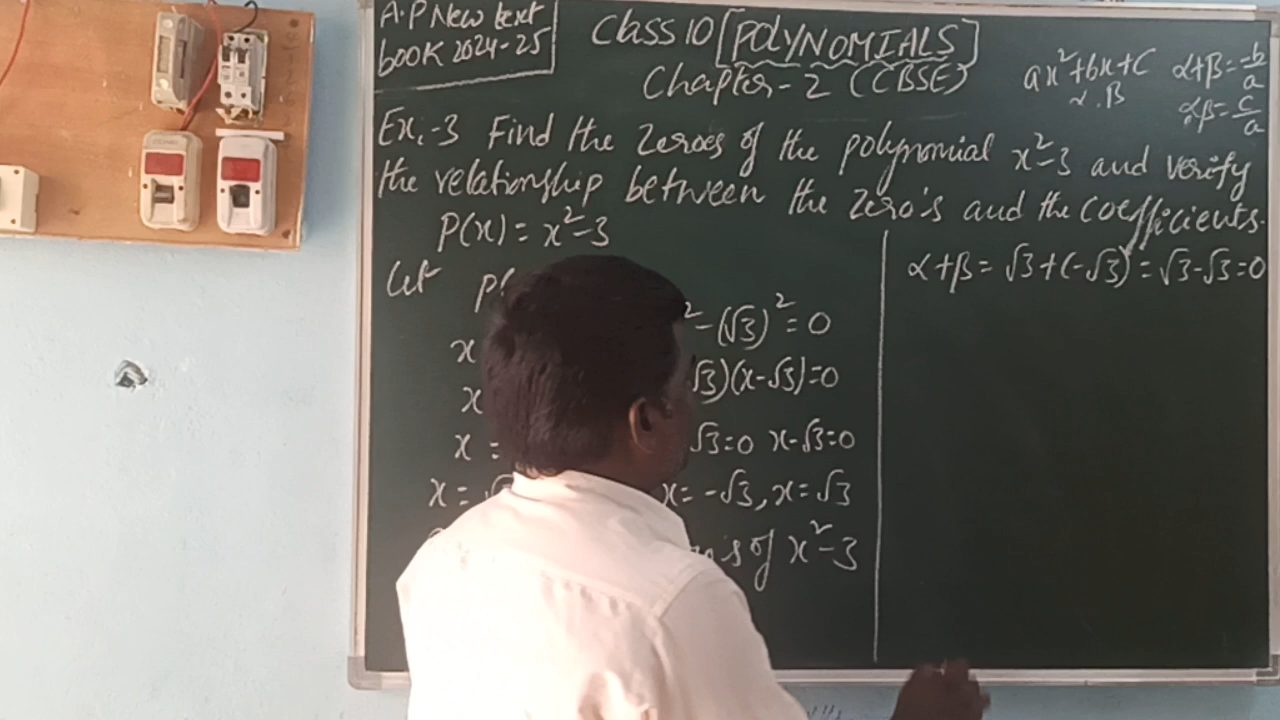 A.P New text
book 2024-25
Class 10 [POLYNOMIALS]
Chapter-2 (CBSE)
ax²+bx+c
α, β
α+β=-b/a
αβ=c/a
Ex:-3 Find the zeroes of the polynomial x²-3 and verify
the relationship between the zero's and the coefficients.
P(x)=x²-3
Let p(
x
x
x =
x = √
²-(√3)²=0
√3)(x-√3)=0
√3=0 x-√3=0
x=-√3, x=√3
's of x²-3
α+β= √3+(-√3) = √3-√3=0